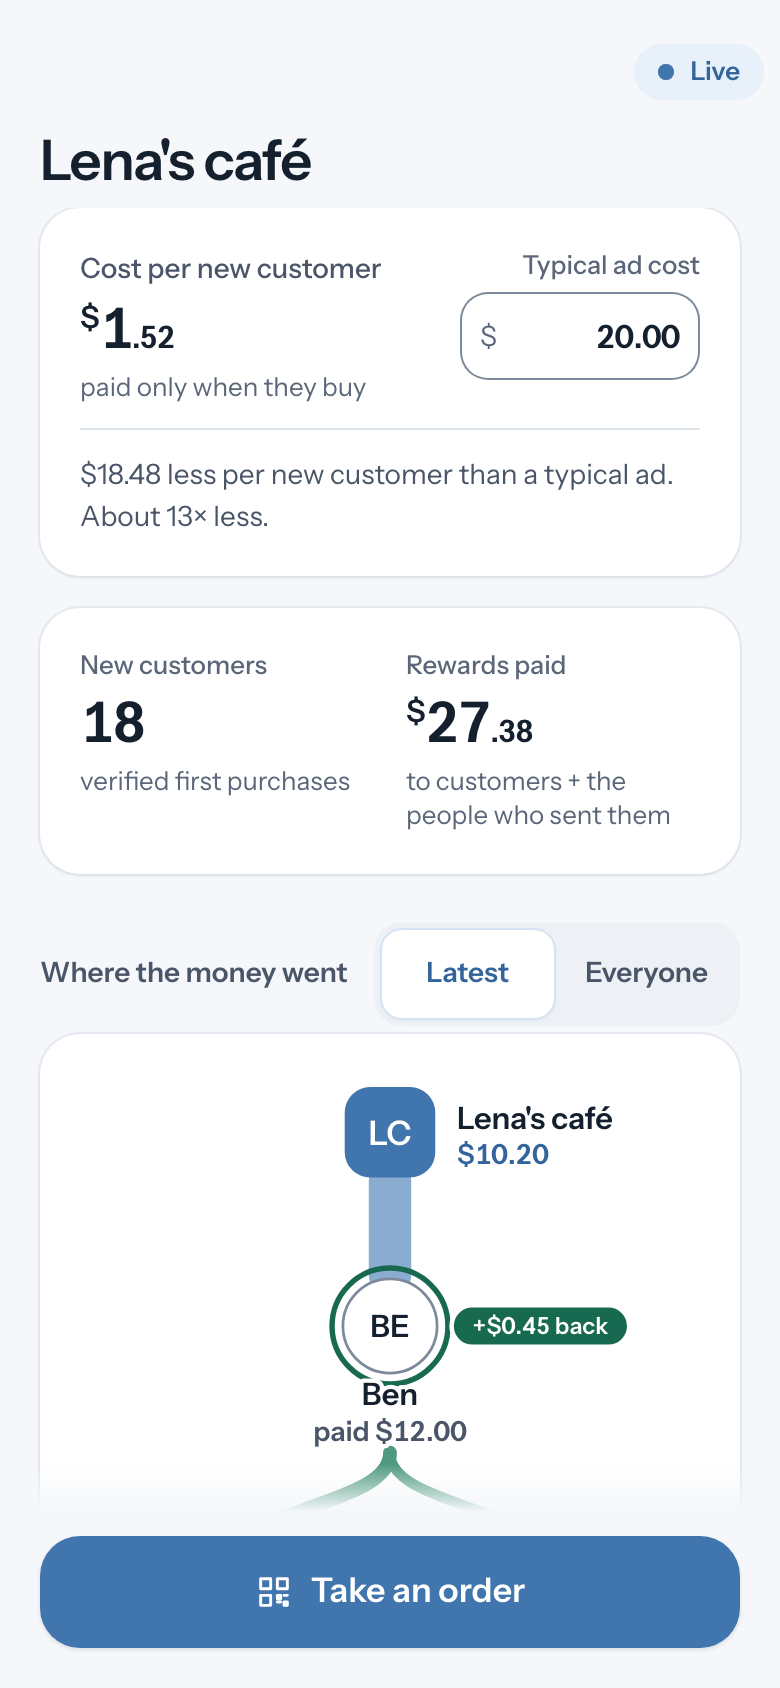 Live
Lena's café
Cost per new customer
$1.52
paid only when they buy
Typical ad cost
$ 20.00
$18.48 less per new customer than a typical ad.
About 13× less.
New customers
18
verified first purchases
Rewards paid
$27.38
to customers + the
people who sent them
Where the money went
Latest
Everyone
LC
Lena's café
$10.20
BE
+$0.45 back
Ben
paid $12.00
Take an order